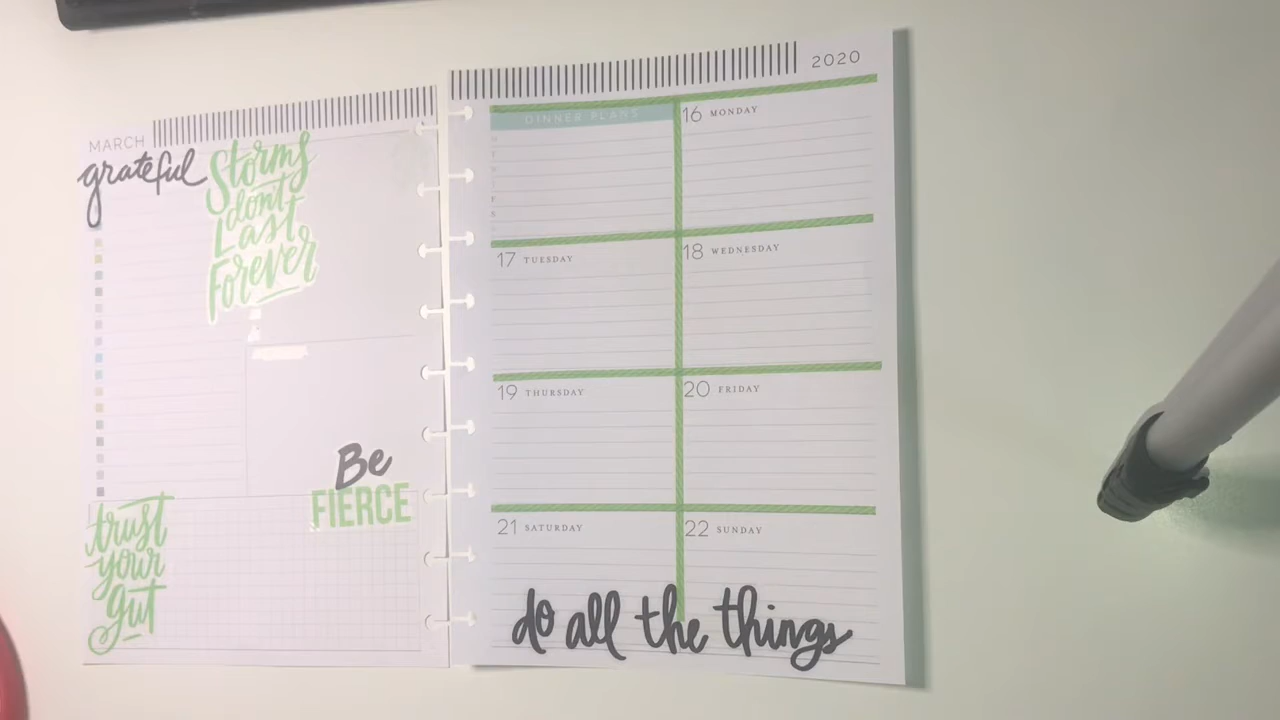 MARCH
grateful
Storms
don't
Last
Forever
Be
FIERCE
trust
your
gut
2020
DINNER PLANS
16 MONDAY
17 TUESDAY
18 WEDNESDAY
19 THURSDAY
20 FRIDAY
21 SATURDAY
22 SUNDAY
do all the things